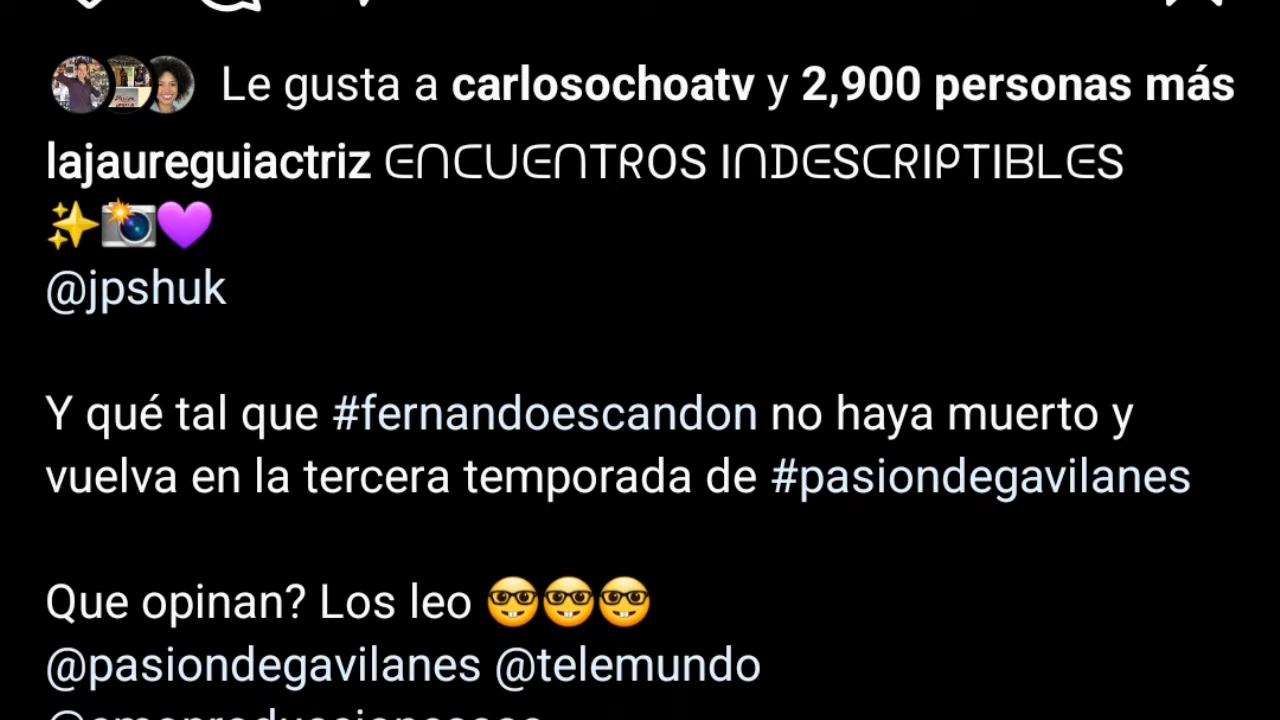 Le gusta a carlosochoatv y 2,900 personas más
lajaureguiactriz ENCUENTROS INDESCRIPTIBLES
✨📸💜
@jpshuk
Y qué tal que #fernandoescandon no haya muerto y
vuelva en la tercera temporada de #pasiondegavilanes
Que opinan? Los leo 🤓🤓🤓
@pasiondegavilanes @telemundo